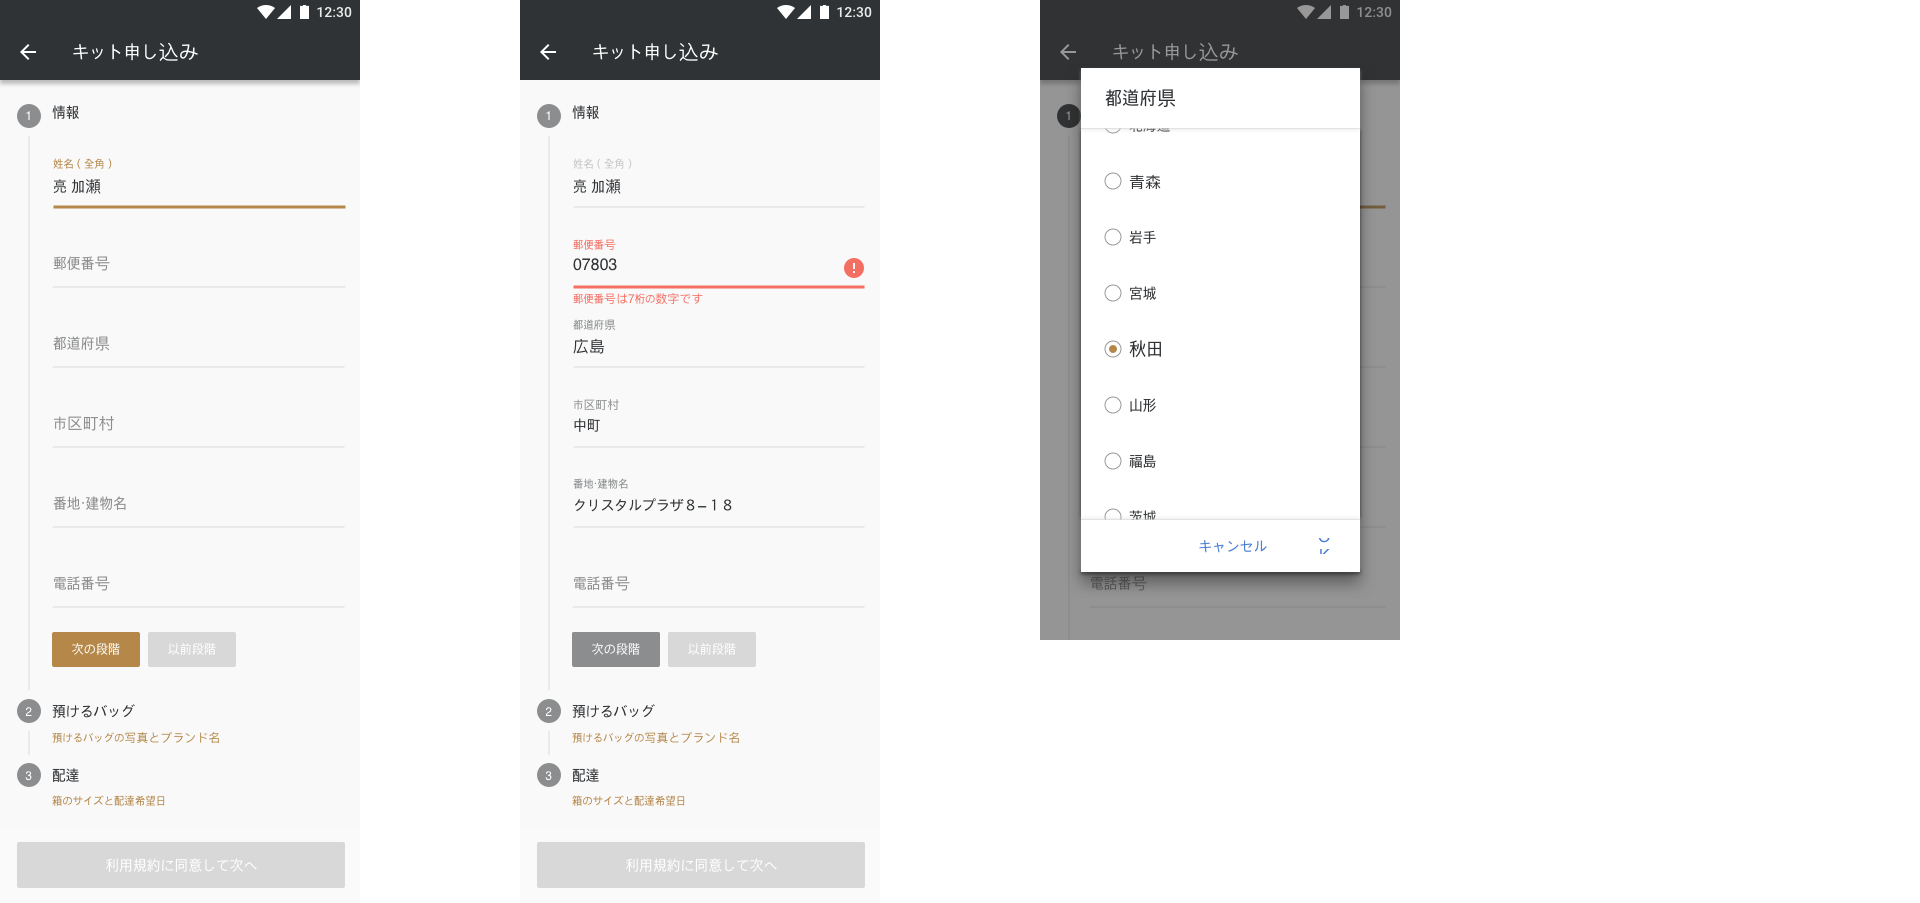 12:30
キット申し込み
1 情報
姓名 ( 全角 )
亮 加瀬
郵便番号
都道府県
市区町村
番地·建物名
電話番号
次の段階 以前段階
2 預けるバッグ
預けるバッグの写真とブランド名
3 配達
箱のサイズと配達希望日
利用規約に同意して次へ
12:30
キット申し込み
1 情報
姓名 ( 全角 )
亮 加瀬
郵便番号
07803
郵便番号は7桁の数字です
都道府県
広島
市区町村
中町
番地·建物名
クリスタルプラザ８−１８
電話番号
次の段階 以前段階
2 預けるバッグ
預けるバッグの写真とブランド名
3 配達
箱のサイズと配達希望日
利用規約に同意して次へ
12:30
キット申し込み
1
都道府県
北海道
青森
岩手
宮城
秋田
山形
福島
茨城
キャンセル
電話番号